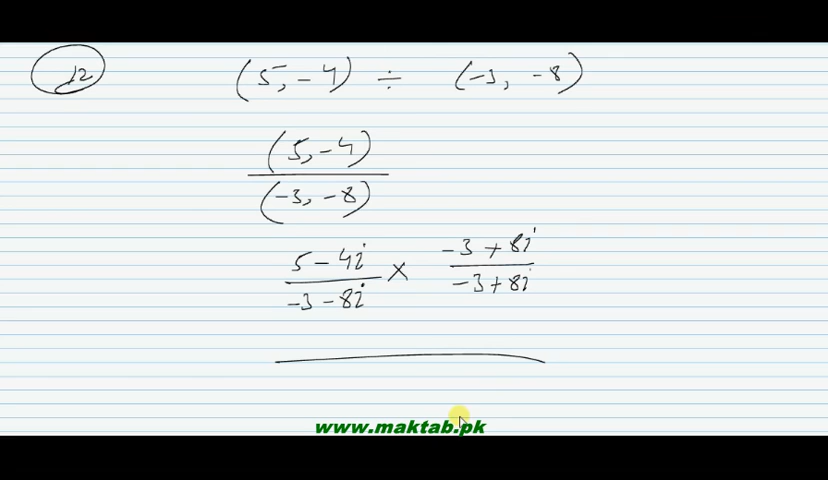 12 (5, -4) ÷ (-3, -8)
(5, -4)
(-3, -8)
5 - 4i × -3 + 8i
-3 - 8i -3 + 8i
www.maktab.pk